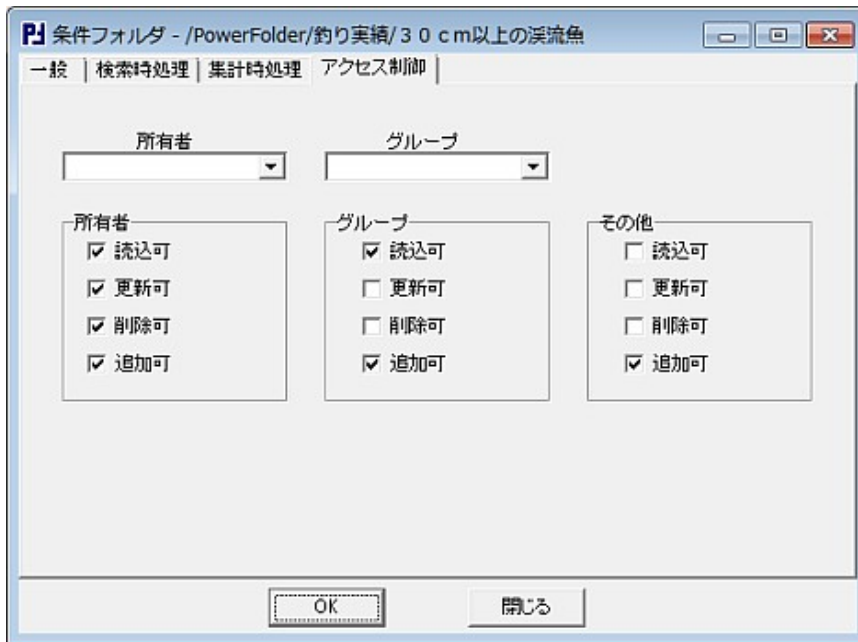 条件フォルダ - /PowerFolder/釣り実績/３０ｃｍ以上の渓流魚
一般 検索時処理 集計時処理 アクセス制御
所有者 グループ
所有者 グループ その他
読込可 読込可 読込可
更新可 更新可 更新可
削除可 削除可 削除可
追加可 追加可 追加可
OK 閉じる